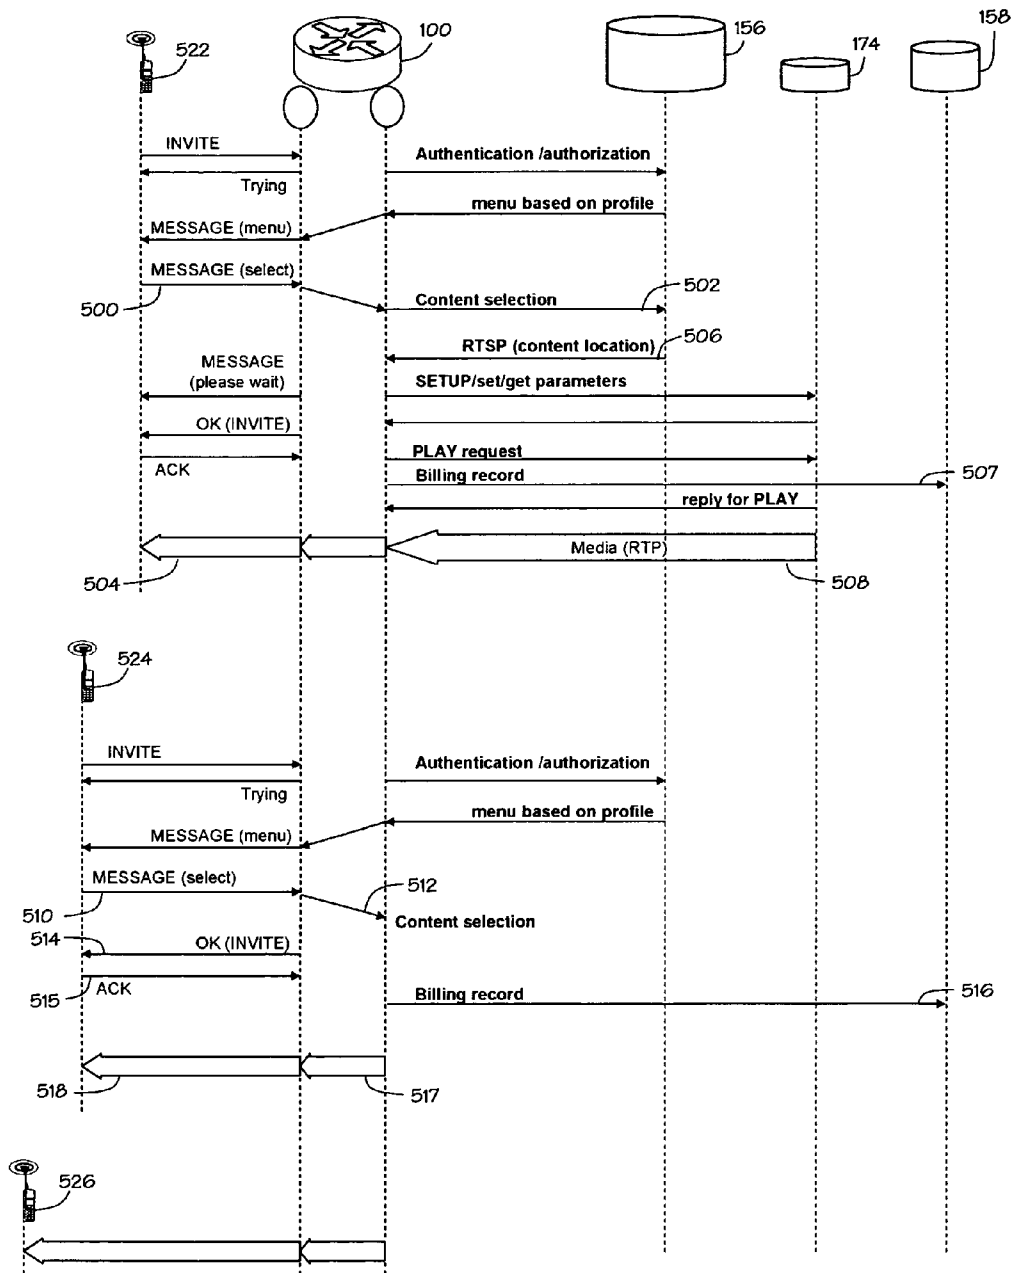 522
100
156
174
158
INVITE
Authentication /authorization
Trying
menu based on profile
MESSAGE (menu)
MESSAGE (select)
500
Content selection
502
RTSP (content location)
506
MESSAGE
(please wait)
SETUP/set/get parameters
OK (INVITE)
PLAY request
ACK
Billing record
507
reply for PLAY
Media (RTP)
504
508
524
INVITE
Authentication /authorization
Trying
menu based on profile
MESSAGE (menu)
MESSAGE (select)
512
510
Content selection
514
OK (INVITE)
515
ACK
Billing record
516
518
517
526